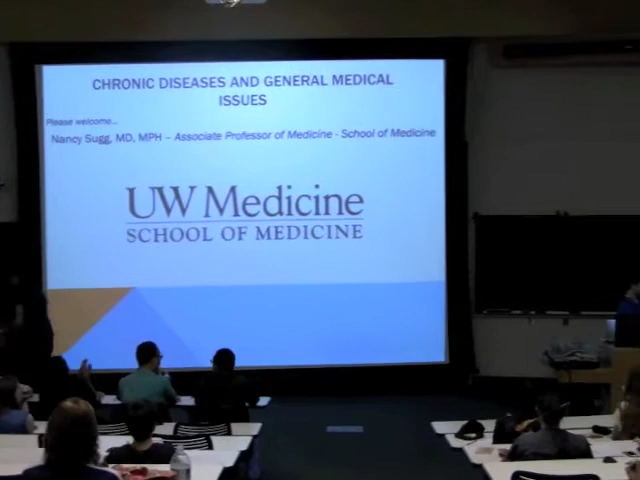 CHRONIC DISEASES AND GENERAL MEDICAL
ISSUES
Please welcome...
Nancy Sugg, MD, MPH – Associate Professor of Medicine - School of Medicine
UW Medicine
SCHOOL OF MEDICINE